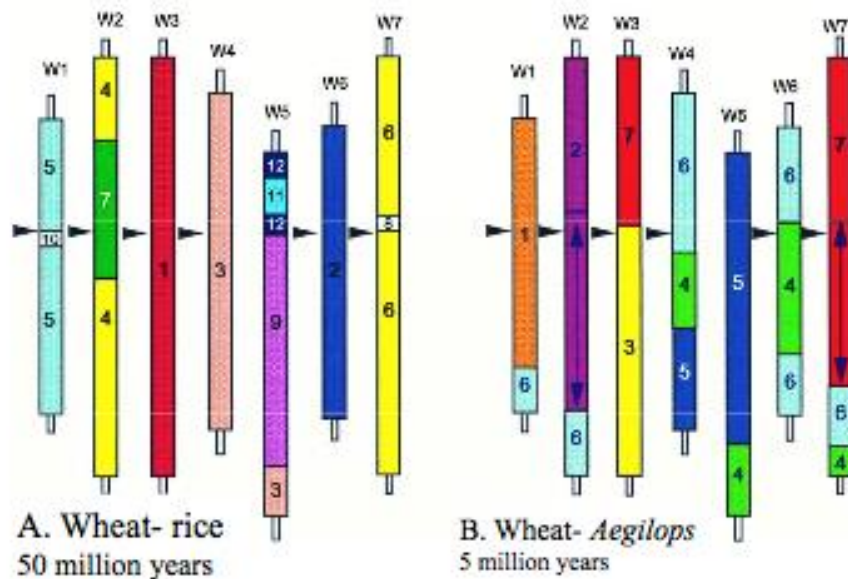 W1 W2 W3 W4 W5 W6 W7
5 10 5
4 7 4
1
3
12 11 12 9 3
2
6 8 6
A. Wheat- rice
50 million years
W1 W2 W3 W4 W5 W6 W7
1 6
2 6
7 3
6 4 5
5 4
6 4 6
7 6 4
B. Wheat- Aegilops
5 million years